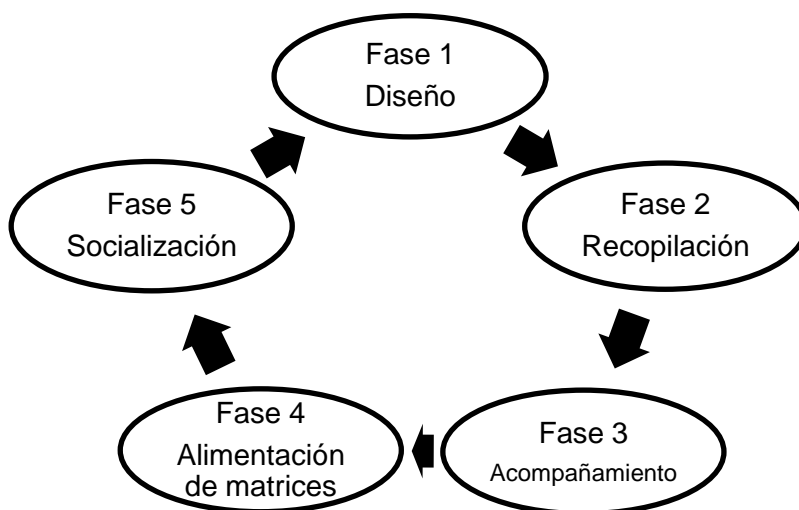 Fase 1
Diseño
Fase 2
Recopilación
Fase 3
Acompañamiento
Fase 4
Alimentación
de matrices
Fase 5
Socialización